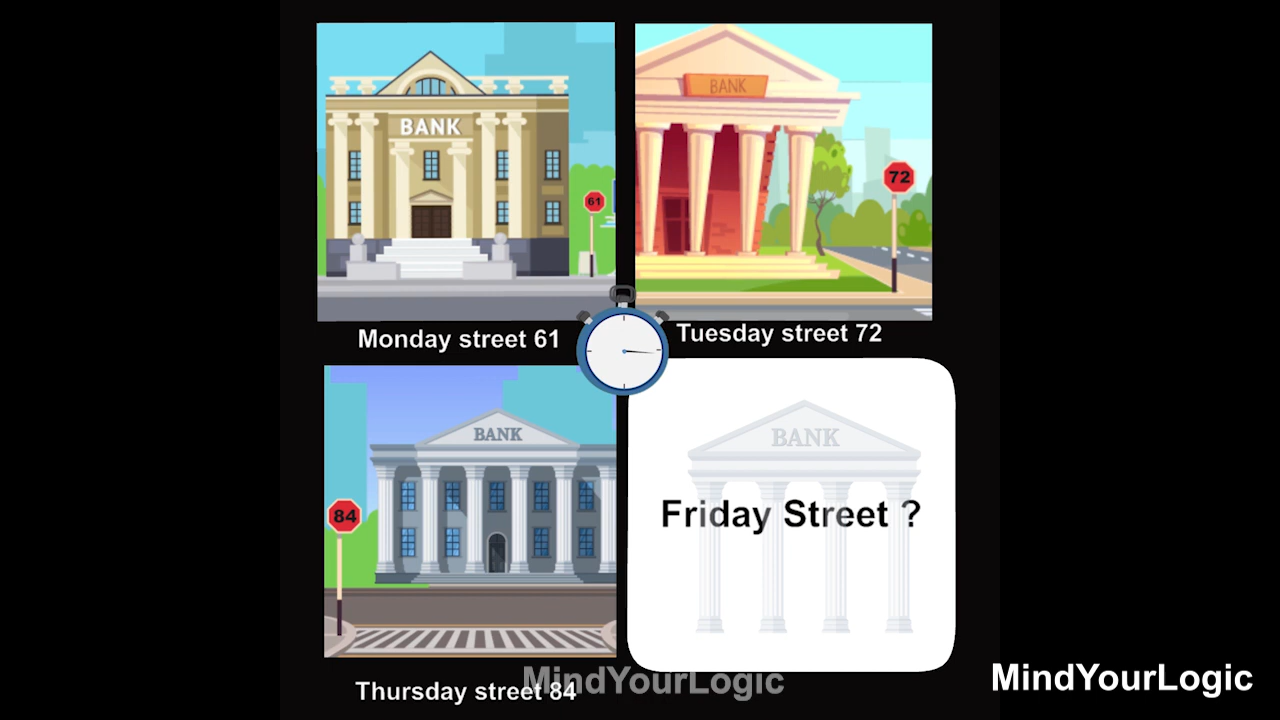 BANK
61
Monday street 61
BANK
72
Tuesday street 72
BANK
84
Thursday street 84
BANK
Friday Street ?
MindYourLogic
MindYourLogic